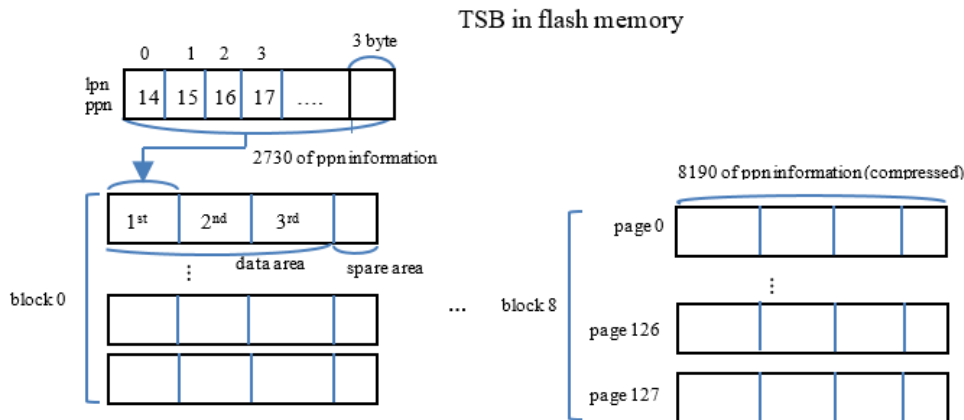 TSB in flash memory
3 byte
0 1 2 3
lpn
ppn
14 15 16 17 ....
2730 of ppn information
8190 of ppn information (compressed)
1st 2nd 3rd
page 0
data area
spare area
⋮
⋮
block 0
...
block 8
page 126
page 127